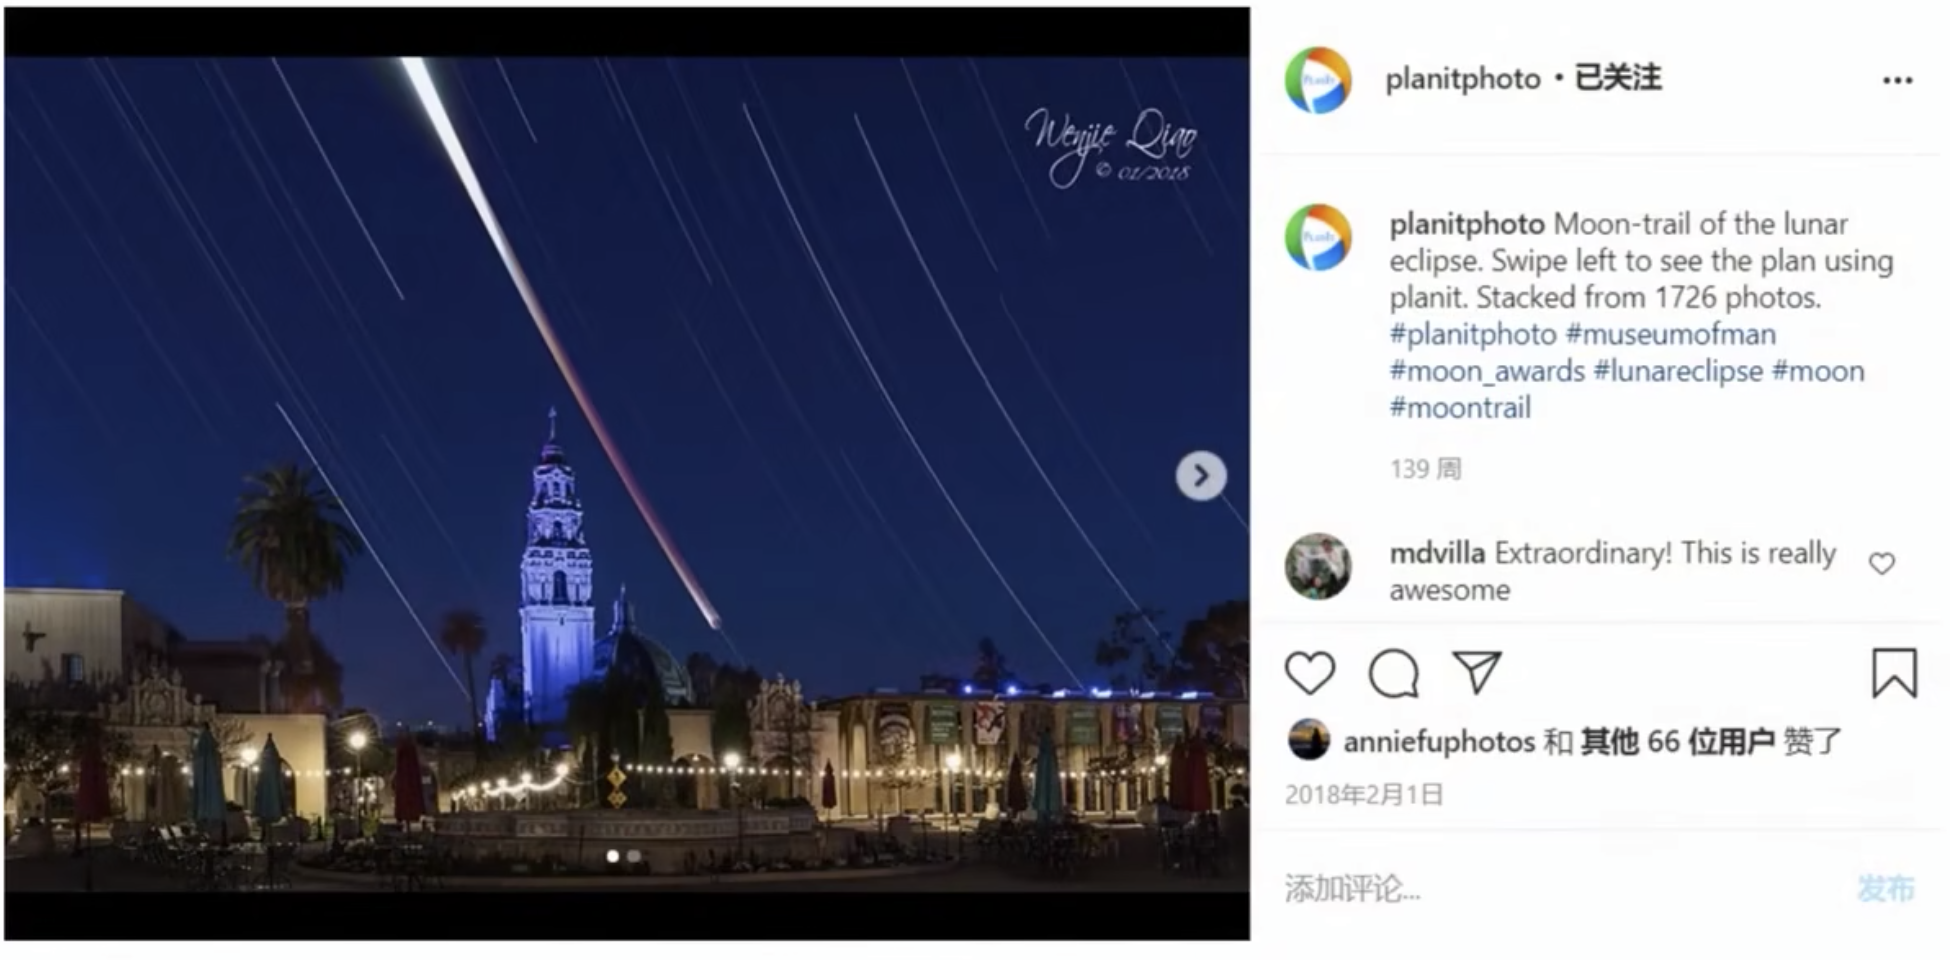 Wenjie Qiao
© 01/2018
planitphoto • 已关注
planitphoto Moon-trail of the lunar
eclipse. Swipe left to see the plan using
planit. Stacked from 1726 photos.
#planitphoto #museumofman
#moon_awards #lunareclipse #moon
#moontrail
139 周
mdvilla Extraordinary! This is really
awesome
anniefuphotos 和 其他 66 位用户 赞了
2018年2月1日
添加评论...
发布